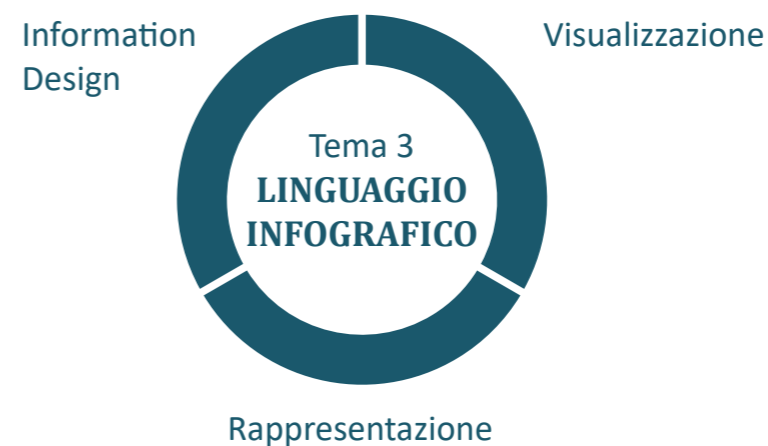 Information
Design
Visualizzazione
Tema 3
LINGUAGGIO
INFOGRAFICO
Rappresentazione